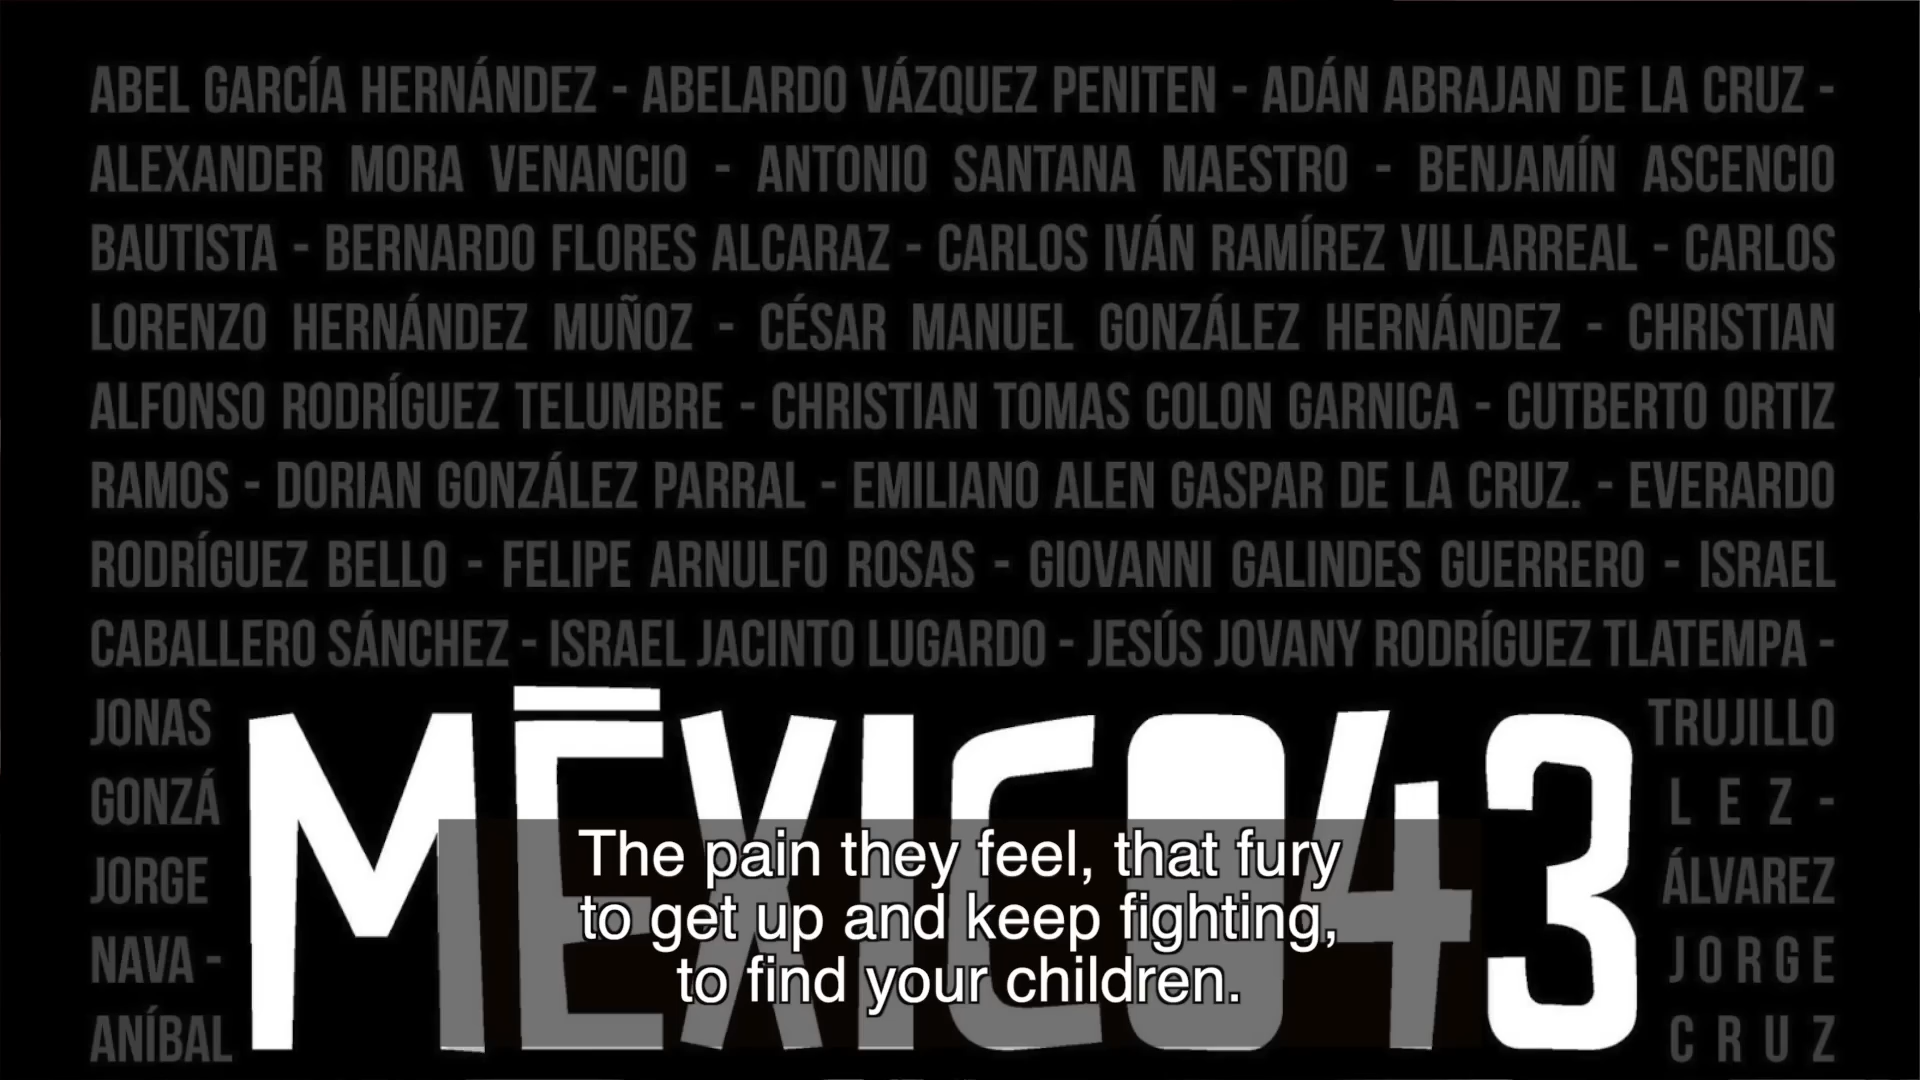 ABEL GARCÍA HERNÁNDEZ - ABELARDO VÁZQUEZ PENITEN - ADÁN ABRAJAN DE LA CRUZ -
ALEXANDER MORA VENANCIO - ANTONIO SANTANA MAESTRO - BENJAMÍN ASCENCIO
BAUTISTA - BERNARDO FLORES ALCARAZ - CARLOS IVÁN RAMÍREZ VILLARREAL - CARLOS
LORENZO HERNÁNDEZ MUÑOZ - CÉSAR MANUEL GONZÁLEZ HERNÁNDEZ - CHRISTIAN
ALFONSO RODRÍGUEZ TELUMBRE - CHRISTIAN TOMAS COLON GARNICA - CUTBERTO ORTIZ
RAMOS - DORIAN GONZÁLEZ PARRAL - EMILIANO ALEN GASPAR DE LA CRUZ. - EVERARDO
RODRÍGUEZ BELLO - FELIPE ARNULFO ROSAS - GIOVANNI GALINDES GUERRERO - ISRAEL
CABALLERO SÁNCHEZ - ISRAEL JACINTO LUGARDO - JESÚS JOVANY RODRÍGUEZ TLATEMPA -
JONAS TRUJILLO
GONZÁ LEZ -
JORGE ÁLVAREZ
NAVA - JORGE
ANÍBAL CRUZ
MĒXICO43
The pain they feel, that fury
to get up and keep fighting,
to find your children.